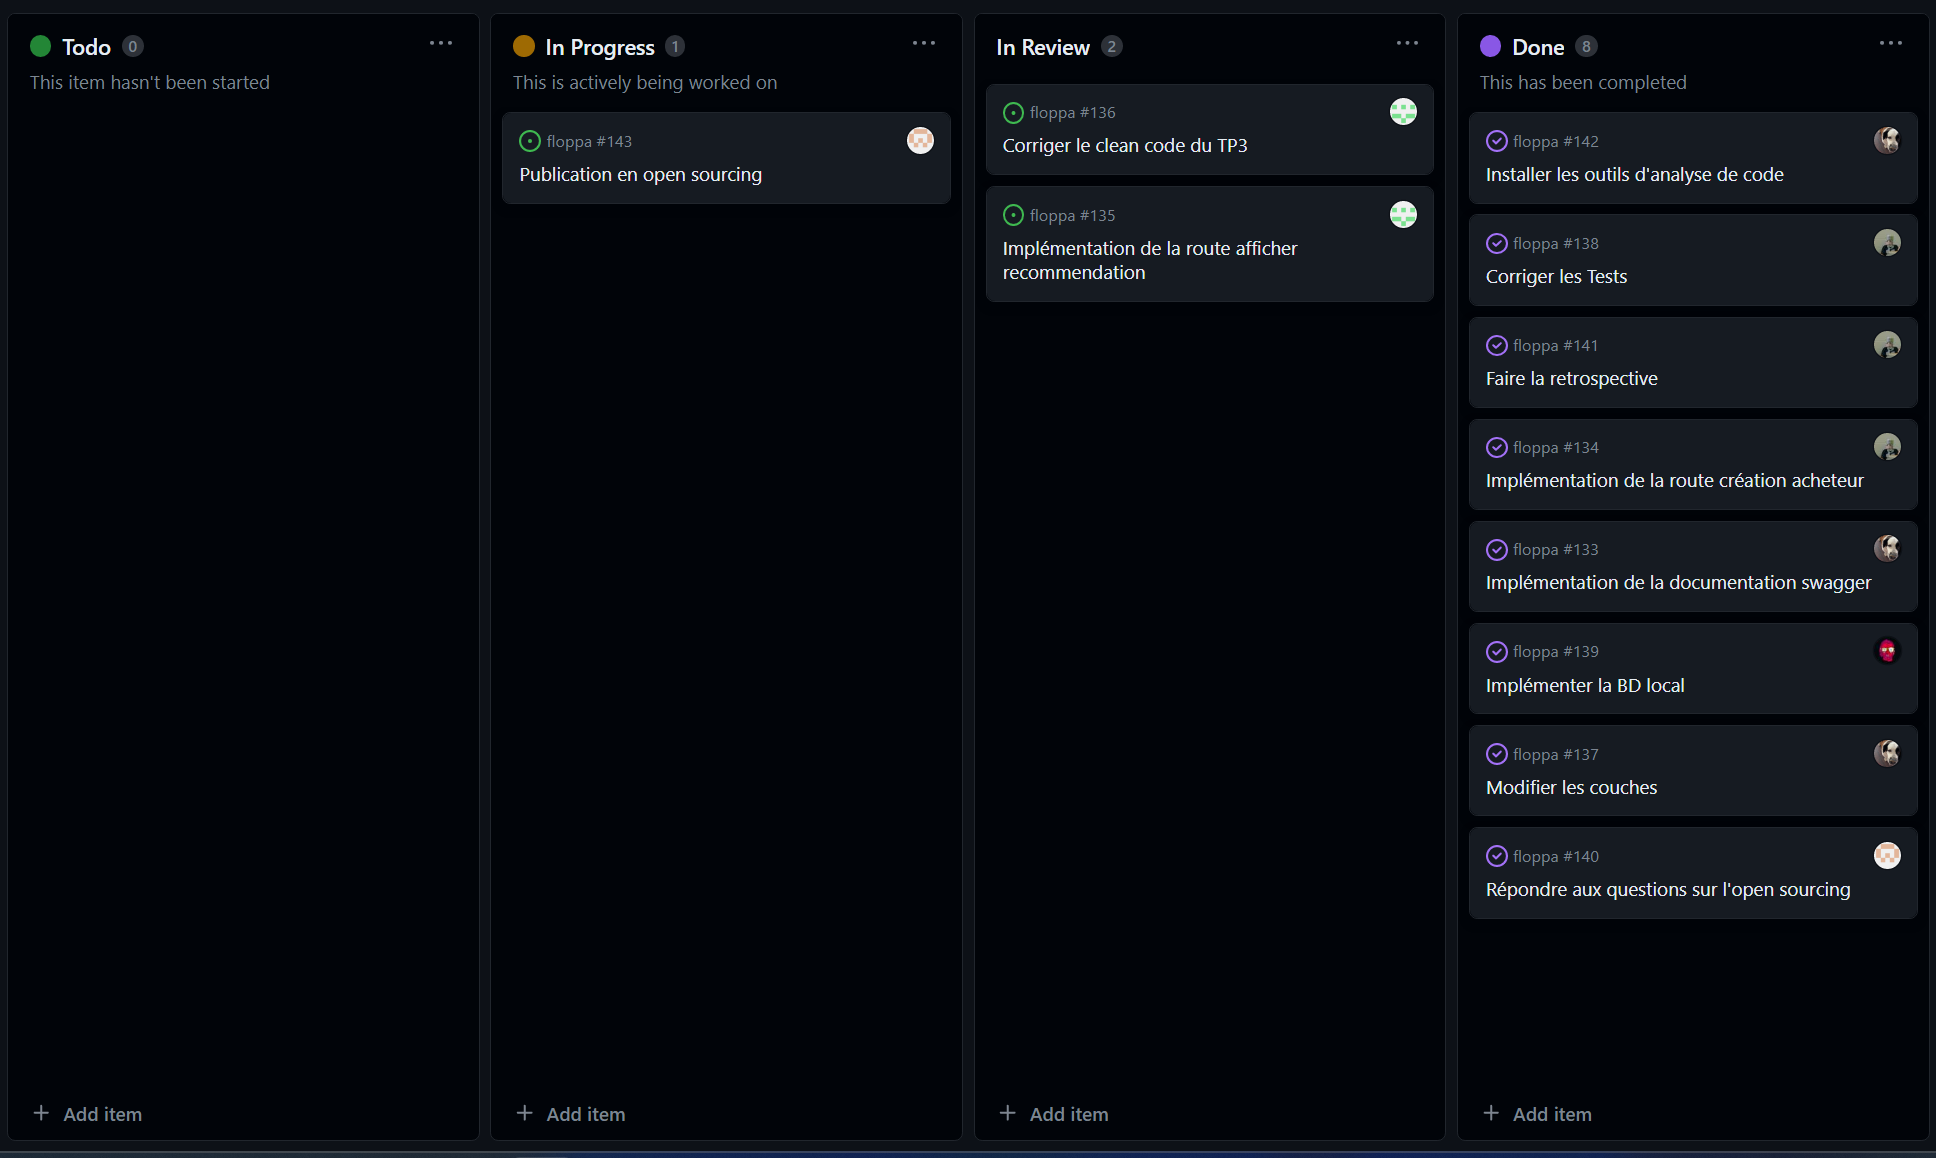 Todo 0
This item hasn't been started
Add item
In Progress 1
This is actively being worked on
floppa #143
Publication en open sourcing
Add item
In Review 2
floppa #136
Corriger le clean code du TP3
floppa #135
Implémentation de la route afficher
recommendation
Add item
Done 8
This has been completed
floppa #142
Installer les outils d'analyse de code
floppa #138
Corriger les Tests
floppa #141
Faire la retrospective
floppa #134
Implémentation de la route création acheteur
floppa #133
Implémentation de la documentation swagger
floppa #139
Implémenter la BD local
floppa #137
Modifier les couches
floppa #140
Répondre aux questions sur l'open sourcing
Add item